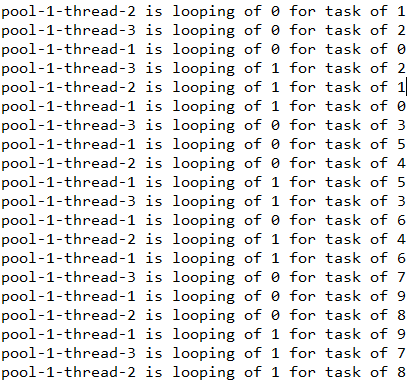 pool-1-thread-2 is looping of 0 for task of 1
pool-1-thread-3 is looping of 0 for task of 2
pool-1-thread-1 is looping of 0 for task of 0
pool-1-thread-3 is looping of 1 for task of 2
pool-1-thread-2 is looping of 1 for task of 1
pool-1-thread-1 is looping of 1 for task of 0
pool-1-thread-3 is looping of 0 for task of 3
pool-1-thread-1 is looping of 0 for task of 5
pool-1-thread-2 is looping of 0 for task of 4
pool-1-thread-1 is looping of 1 for task of 5
pool-1-thread-3 is looping of 1 for task of 3
pool-1-thread-1 is looping of 0 for task of 6
pool-1-thread-2 is looping of 1 for task of 4
pool-1-thread-1 is looping of 1 for task of 6
pool-1-thread-3 is looping of 0 for task of 7
pool-1-thread-1 is looping of 0 for task of 9
pool-1-thread-2 is looping of 0 for task of 8
pool-1-thread-1 is looping of 1 for task of 9
pool-1-thread-3 is looping of 1 for task of 7
pool-1-thread-2 is looping of 1 for task of 8